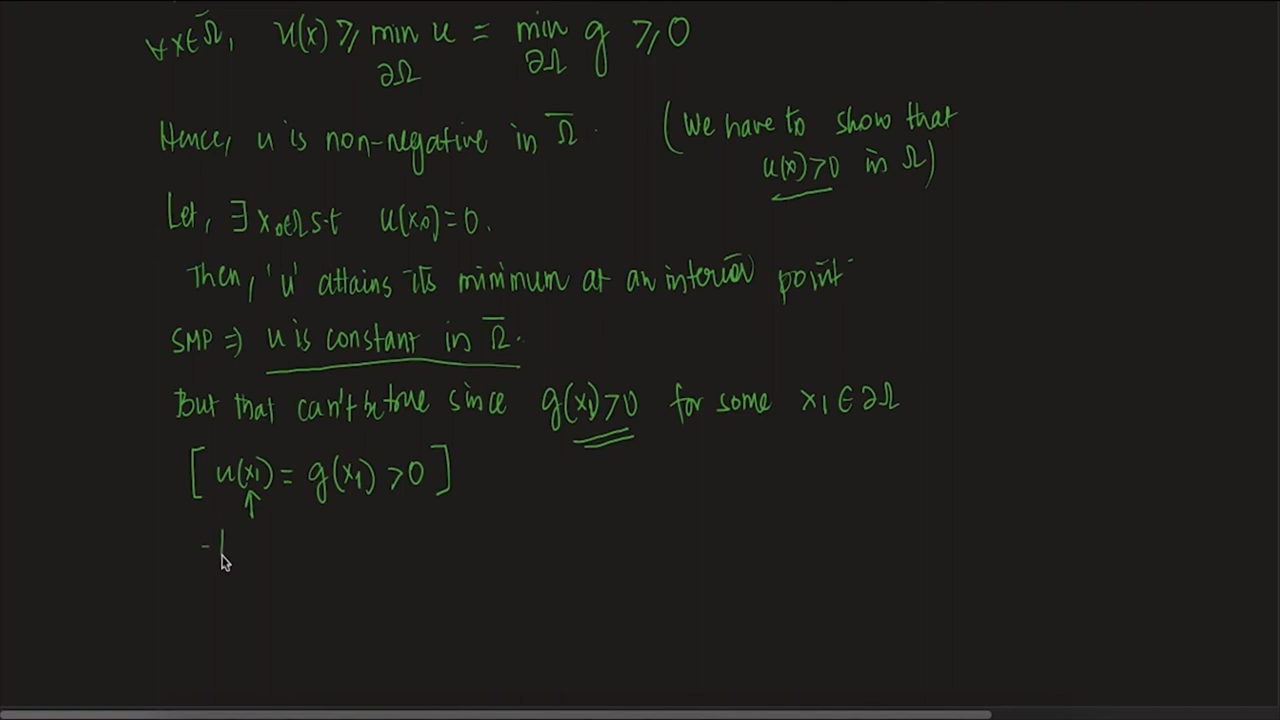 ∀x∈Ω̅, u(x) ⩾ min u = min g ⩾ 0
∂Ω ∂Ω
Hence, u is non-negative in Ω̅. (We have to show that
u(x)>0 in Ω)
Let, ∃ x₀∈Ω s.t u(x₀)=0.
Then, 'u' attains its minimum at an interior point.
SMP ⇒ u is constant in Ω̅.
But that can't be true since g(x₁)>0 for some x₁ ∈ ∂Ω
[ u(x₁) = g(x₁) >0 ]
↑